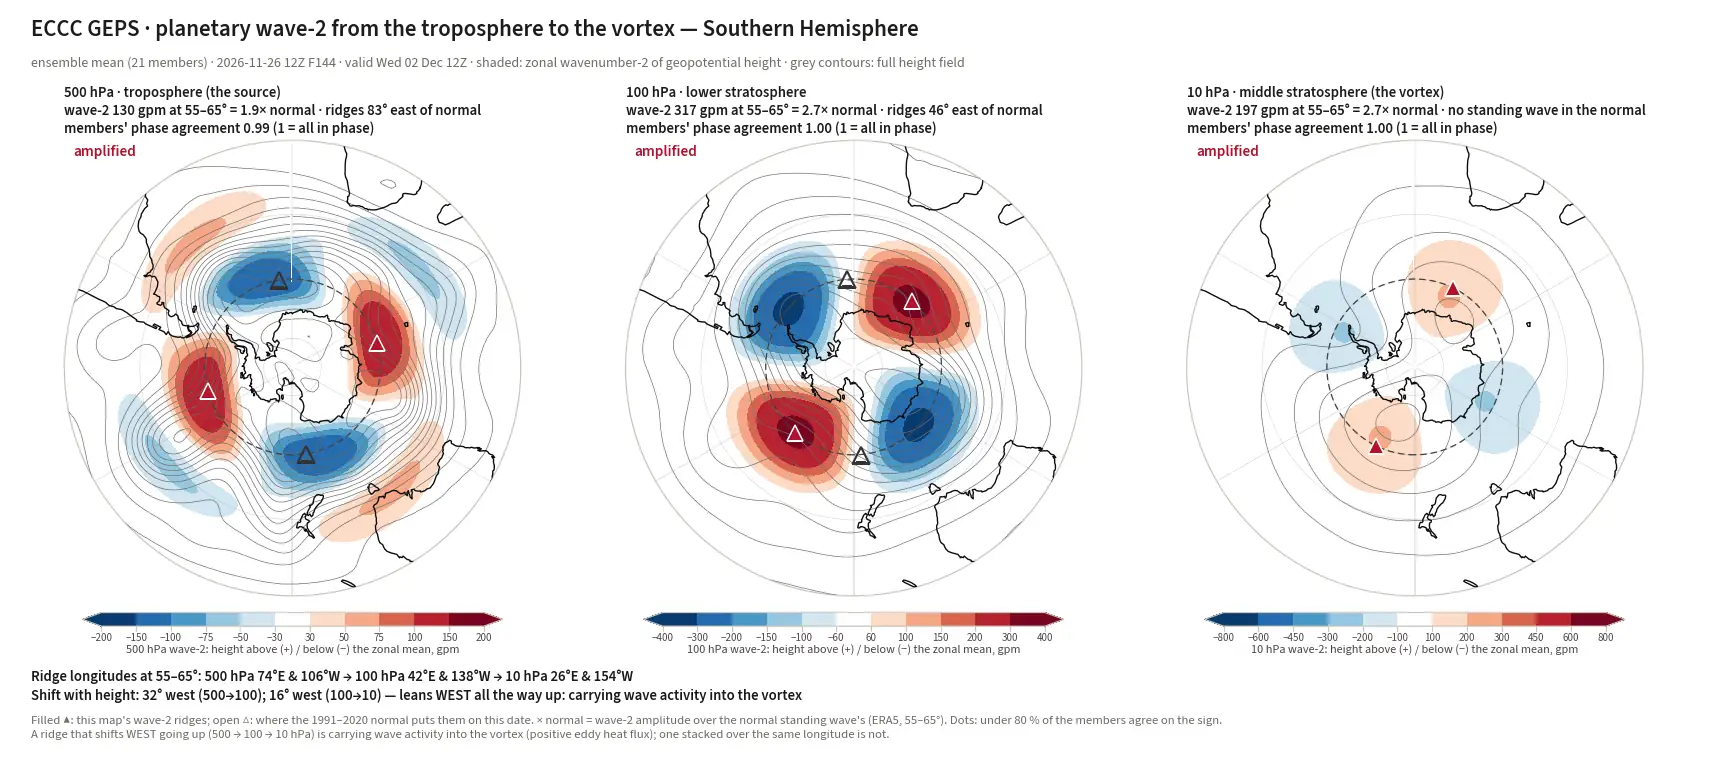 ECCC GEPS · planetary wave-2 from the troposphere to the vortex — Southern Hemisphere
ensemble mean (21 members) · 2026-11-26 12Z F144 · valid Wed 02 Dec 12Z · shaded: zonal wavenumber-2 of geopotential height · grey contours: full height field
500 hPa · troposphere (the source)
wave-2 130 gpm at 55–65° = 1.9× normal · ridges 83° east of normal
members' phase agreement 0.99 (1 = all in phase)
amplified
100 hPa · lower stratosphere
wave-2 317 gpm at 55–65° = 2.7× normal · ridges 46° east of normal
members' phase agreement 1.00 (1 = all in phase)
amplified
10 hPa · middle stratosphere (the vortex)
wave-2 197 gpm at 55–65° = 2.7× normal · no standing wave in the normal
members' phase agreement 1.00 (1 = all in phase)
amplified
−200 −150 −100 −75 −50 −30 30 50 75 100 150 200
500 hPa wave-2: height above (+) / below (−) the zonal mean, gpm
−400 −300 −200 −150 −100 −60 60 100 150 200 300 400
100 hPa wave-2: height above (+) / below (−) the zonal mean, gpm
−800 −600 −450 −300 −200 −100 100 200 300 450 600 800
10 hPa wave-2: height above (+) / below (−) the zonal mean, gpm
Ridge longitudes at 55–65°: 500 hPa 74°E & 106°W → 100 hPa 42°E & 138°W → 10 hPa 26°E & 154°W
Shift with height: 32° west (500→100); 16° west (100→10) — leans WEST all the way up: carrying wave activity into the vortex
Filled ▲: this map's wave-2 ridges; open △: where the 1991–2020 normal puts them on this date. × normal = wave-2 amplitude over the normal standing wave's (ERA5, 55–65°). Dots: under 80 % of the members agree on the sign.
A ridge that shifts WEST going up (500 → 100 → 10 hPa) is carrying wave activity into the vortex (positive eddy heat flux); one stacked over the same longitude is not.